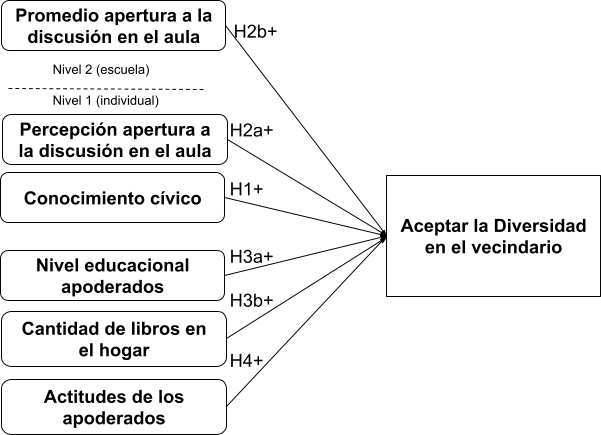 Promedio apertura a la
discusión en el aula
H2b+
Nivel 2 (escuela)
Nivel 1 (individual)
Percepción apertura a
la discusión en el aula
H2a+
Conocimiento cívico
H1+
Aceptar la Diversidad
en el vecindario
Nivel educacional
apoderados
H3a+
Cantidad de libros en
el hogar
H3b+
Actitudes de los
apoderados
H4+